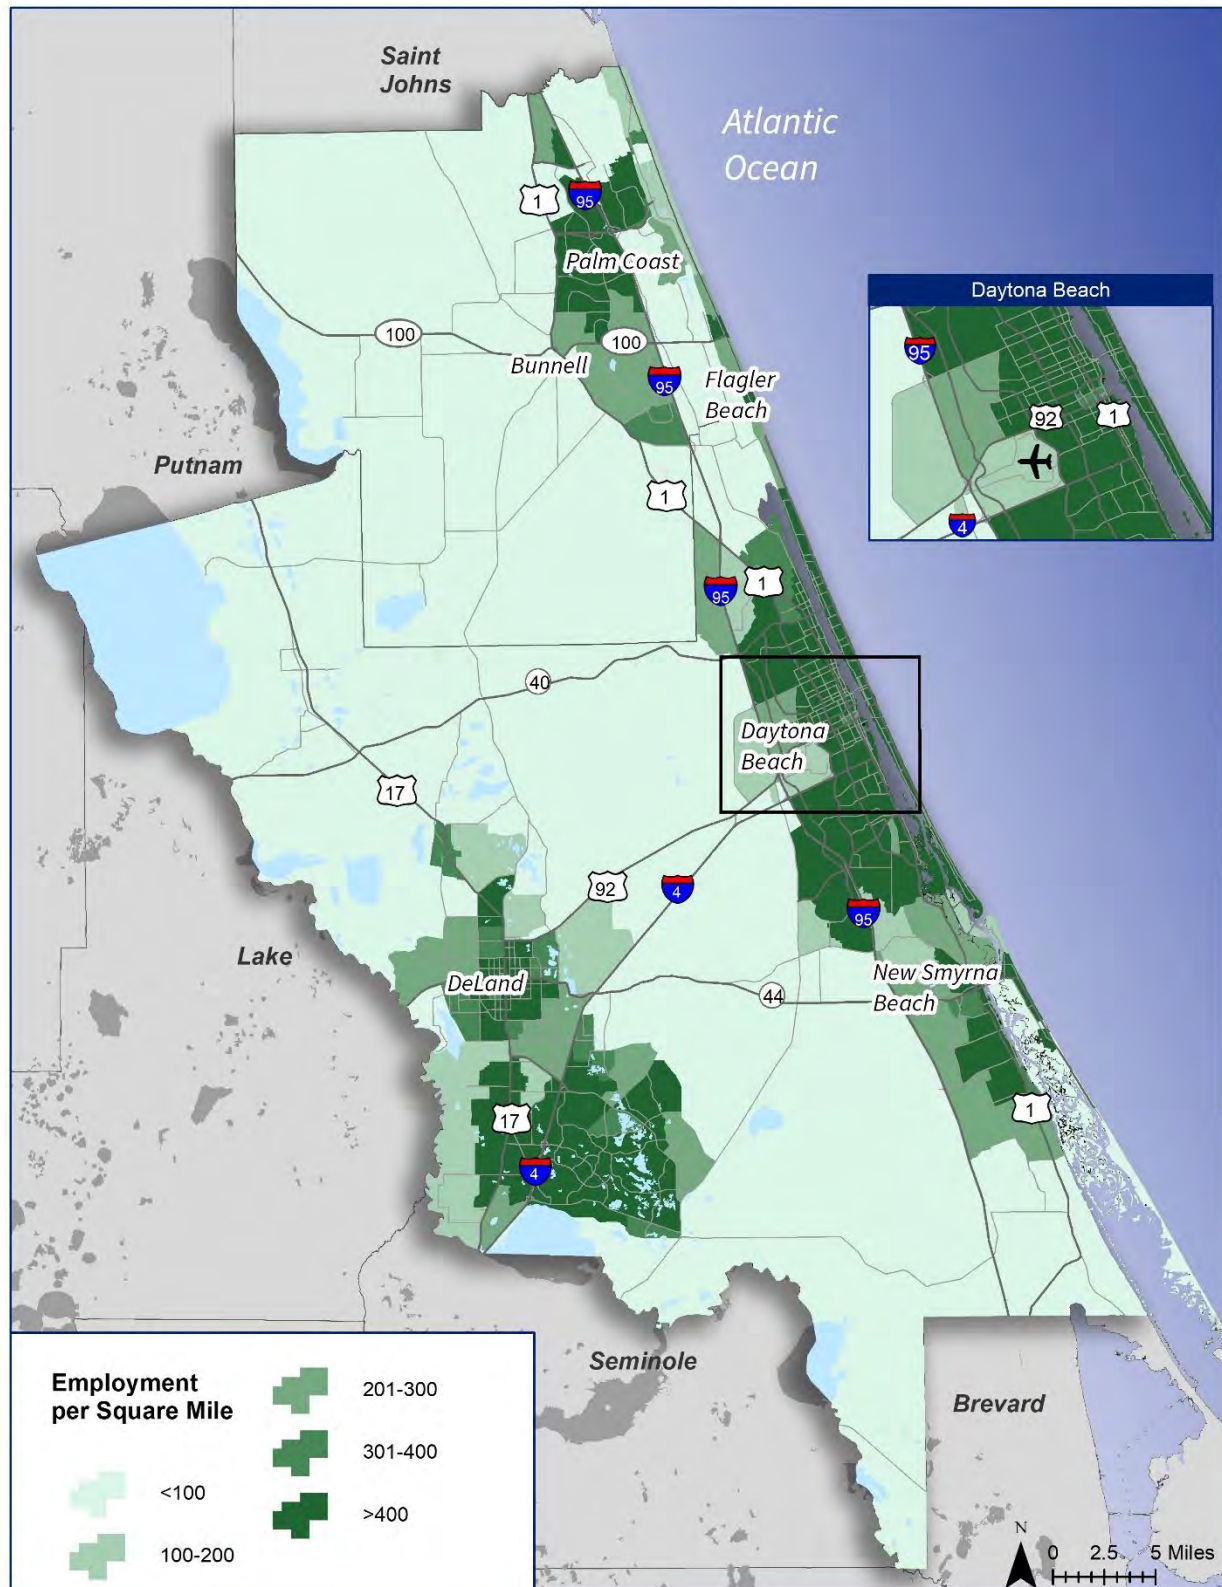 Saint
Johns
Atlantic
Ocean
1
95
Palm Coast
Daytona Beach
95
92
1
4
100
100
Bunnell
95
Flagler
Beach
Putnam
1
95
1
40
Daytona
Beach
17
92
4
95
Lake
DeLand
New Smyrna
Beach
44
17
1
4
Seminole
Brevard
Employment
per Square Mile
<100
100-200
201-300
301-400
>400
N
0 2.5 5 Miles